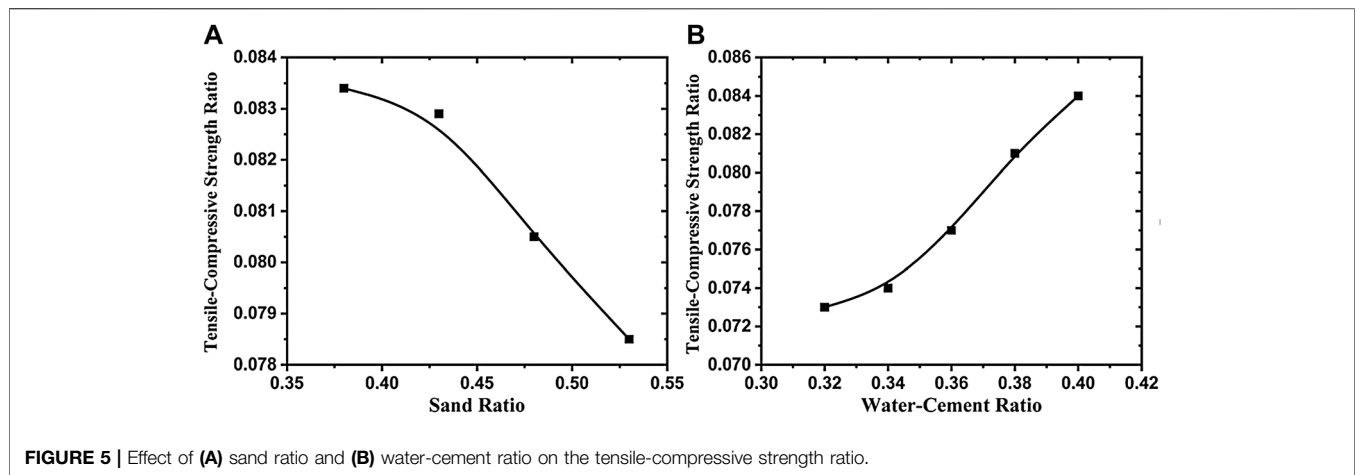 A
0.084
0.083
0.082
0.081
0.080
0.079
0.078
Tensile-Compressive Strength Ratio
0.35 0.40 0.45 0.50 0.55
Sand Ratio
B
0.086
0.084
0.082
0.080
0.078
0.076
0.074
0.072
0.070
Tensile-Compressive Strength Ratio
0.30 0.32 0.34 0.36 0.38 0.40 0.42
Water-Cement Ratio
FIGURE 5 | Effect of (A) sand ratio and (B) water-cement ratio on the tensile-compressive strength ratio.